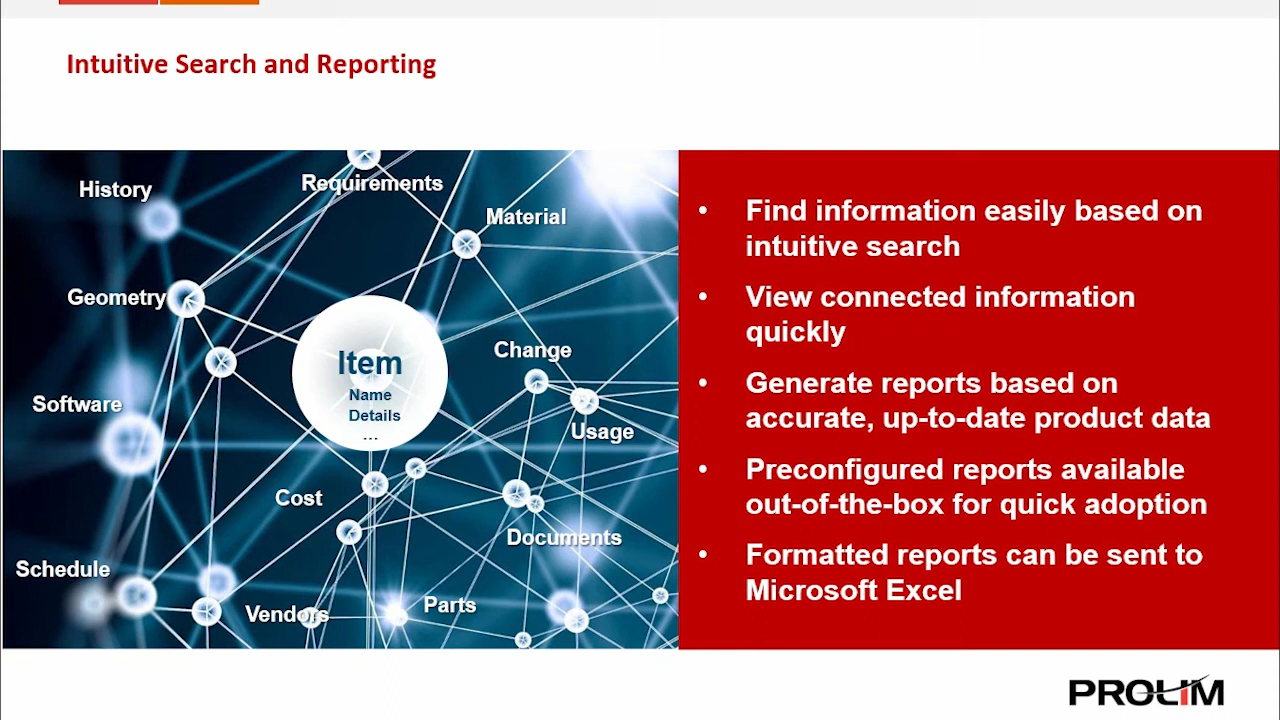 Intuitive Search and Reporting
History
Requirements
Material
Geometry
Item
Name
Details
...
Change
Software
Usage
Cost
Documents
Schedule
Vendors
Parts
• Find information easily based on
intuitive search
• View connected information
quickly
• Generate reports based on
accurate, up-to-date product data
• Preconfigured reports available
out-of-the-box for quick adoption
• Formatted reports can be sent to
Microsoft Excel
PROLIM